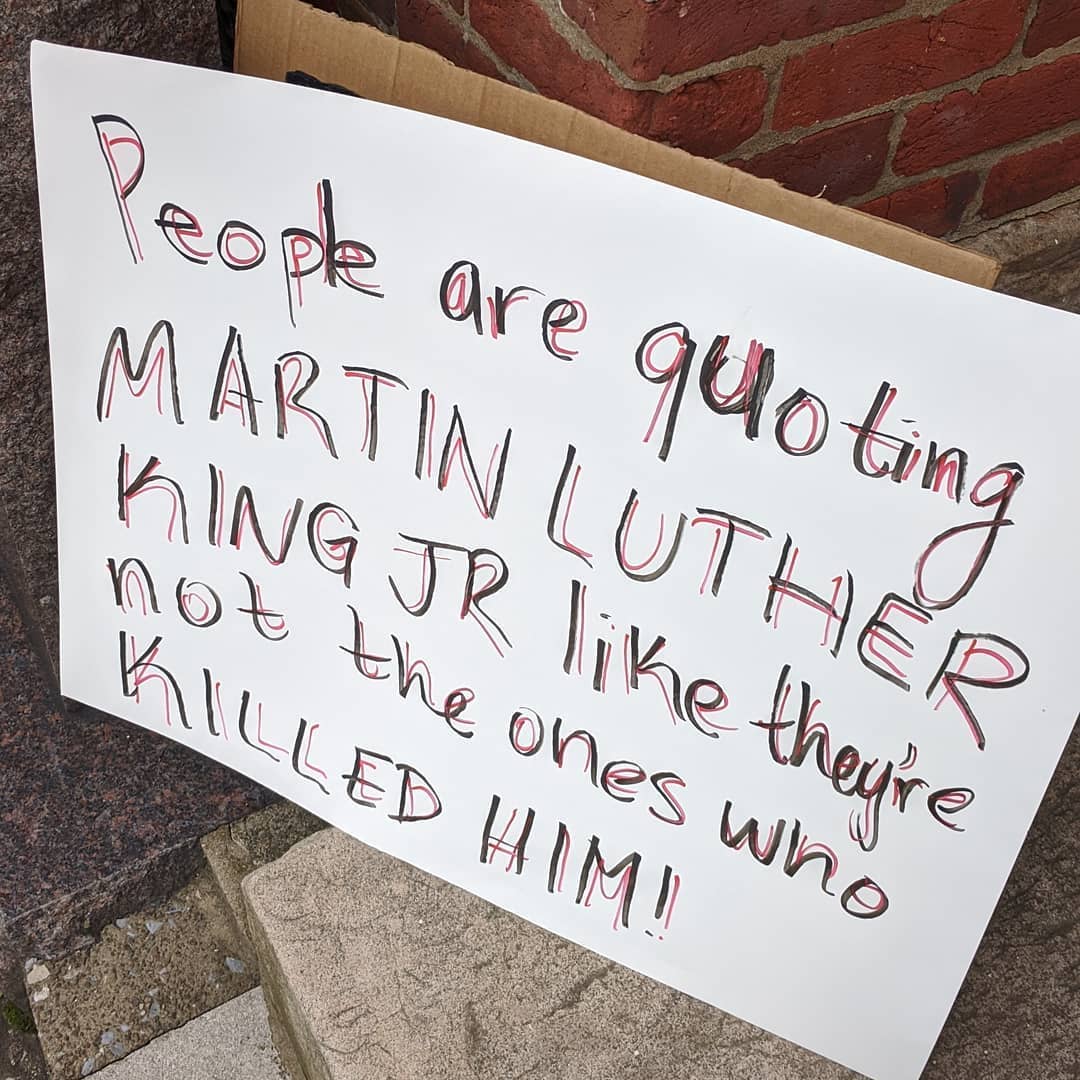 People are quoting
MARTIN LUTHER
KING JR like they're
not the ones who
KILLED HIM!!